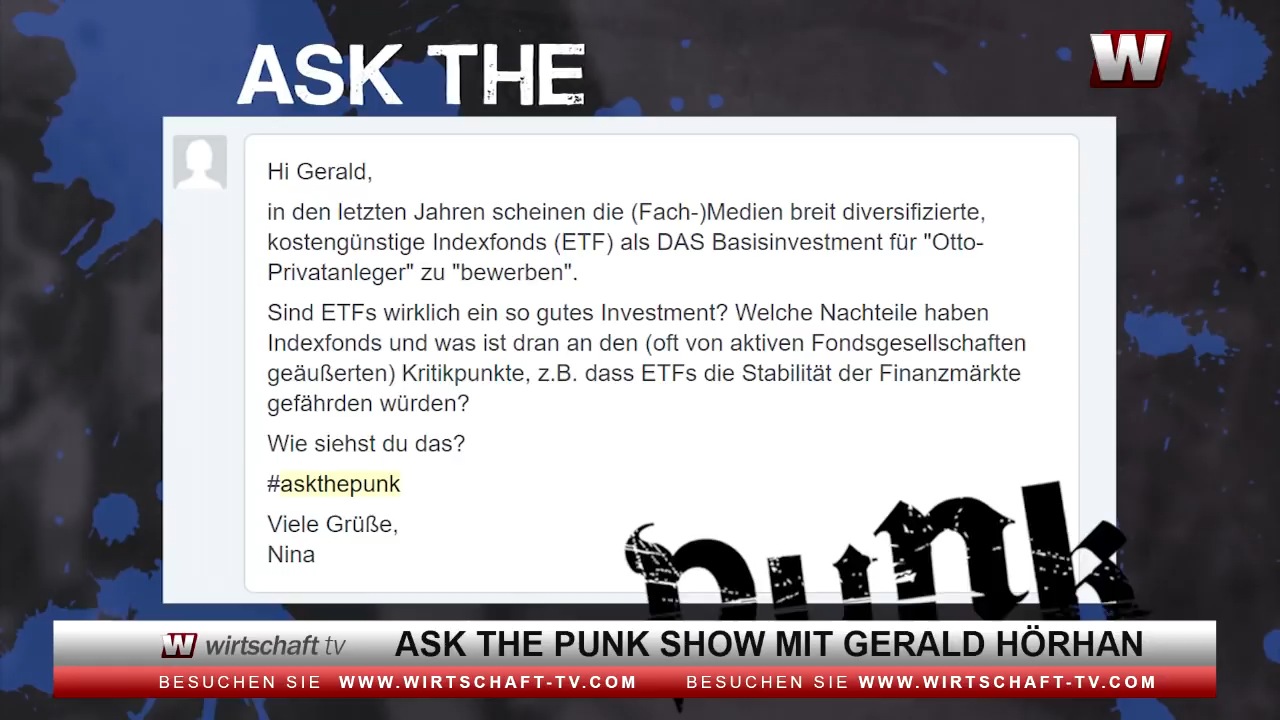 ASK THE
W
Hi Gerald,
in den letzten Jahren scheinen die (Fach-)Medien breit diversifizierte,
kostengünstige Indexfonds (ETF) als DAS Basisinvestment für "Otto-
Privatanleger" zu "bewerben".
Sind ETFs wirklich ein so gutes Investment? Welche Nachteile haben
Indexfonds und was ist dran an den (oft von aktiven Fondsgesellschaften
geäußerten) Kritikpunkte, z.B. dass ETFs die Stabilität der Finanzmärkte
gefährden würden?
Wie siehst du das?
#askthepunk
Viele Grüße,
Nina
punk
W wirtschaft tv ASK THE PUNK SHOW MIT GERALD HÖRHAN
BESUCHEN SIE WWW.WIRTSCHAFT-TV.COM BESUCHEN SIE WWW.WIRTSCHAFT-TV.COM